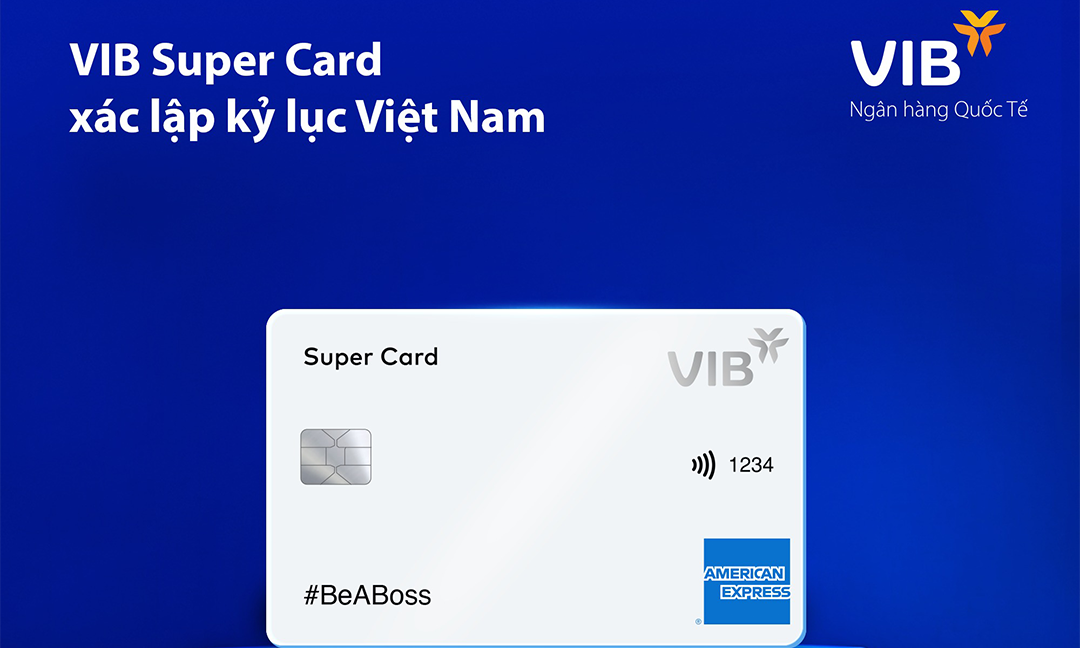 VIB Super Card
xác lập kỷ lục Việt Nam
VIB
Ngân hàng Quốc Tế
Super Card
VIB
1234
#BeABoss
AMERICAN
EXPRESS
®